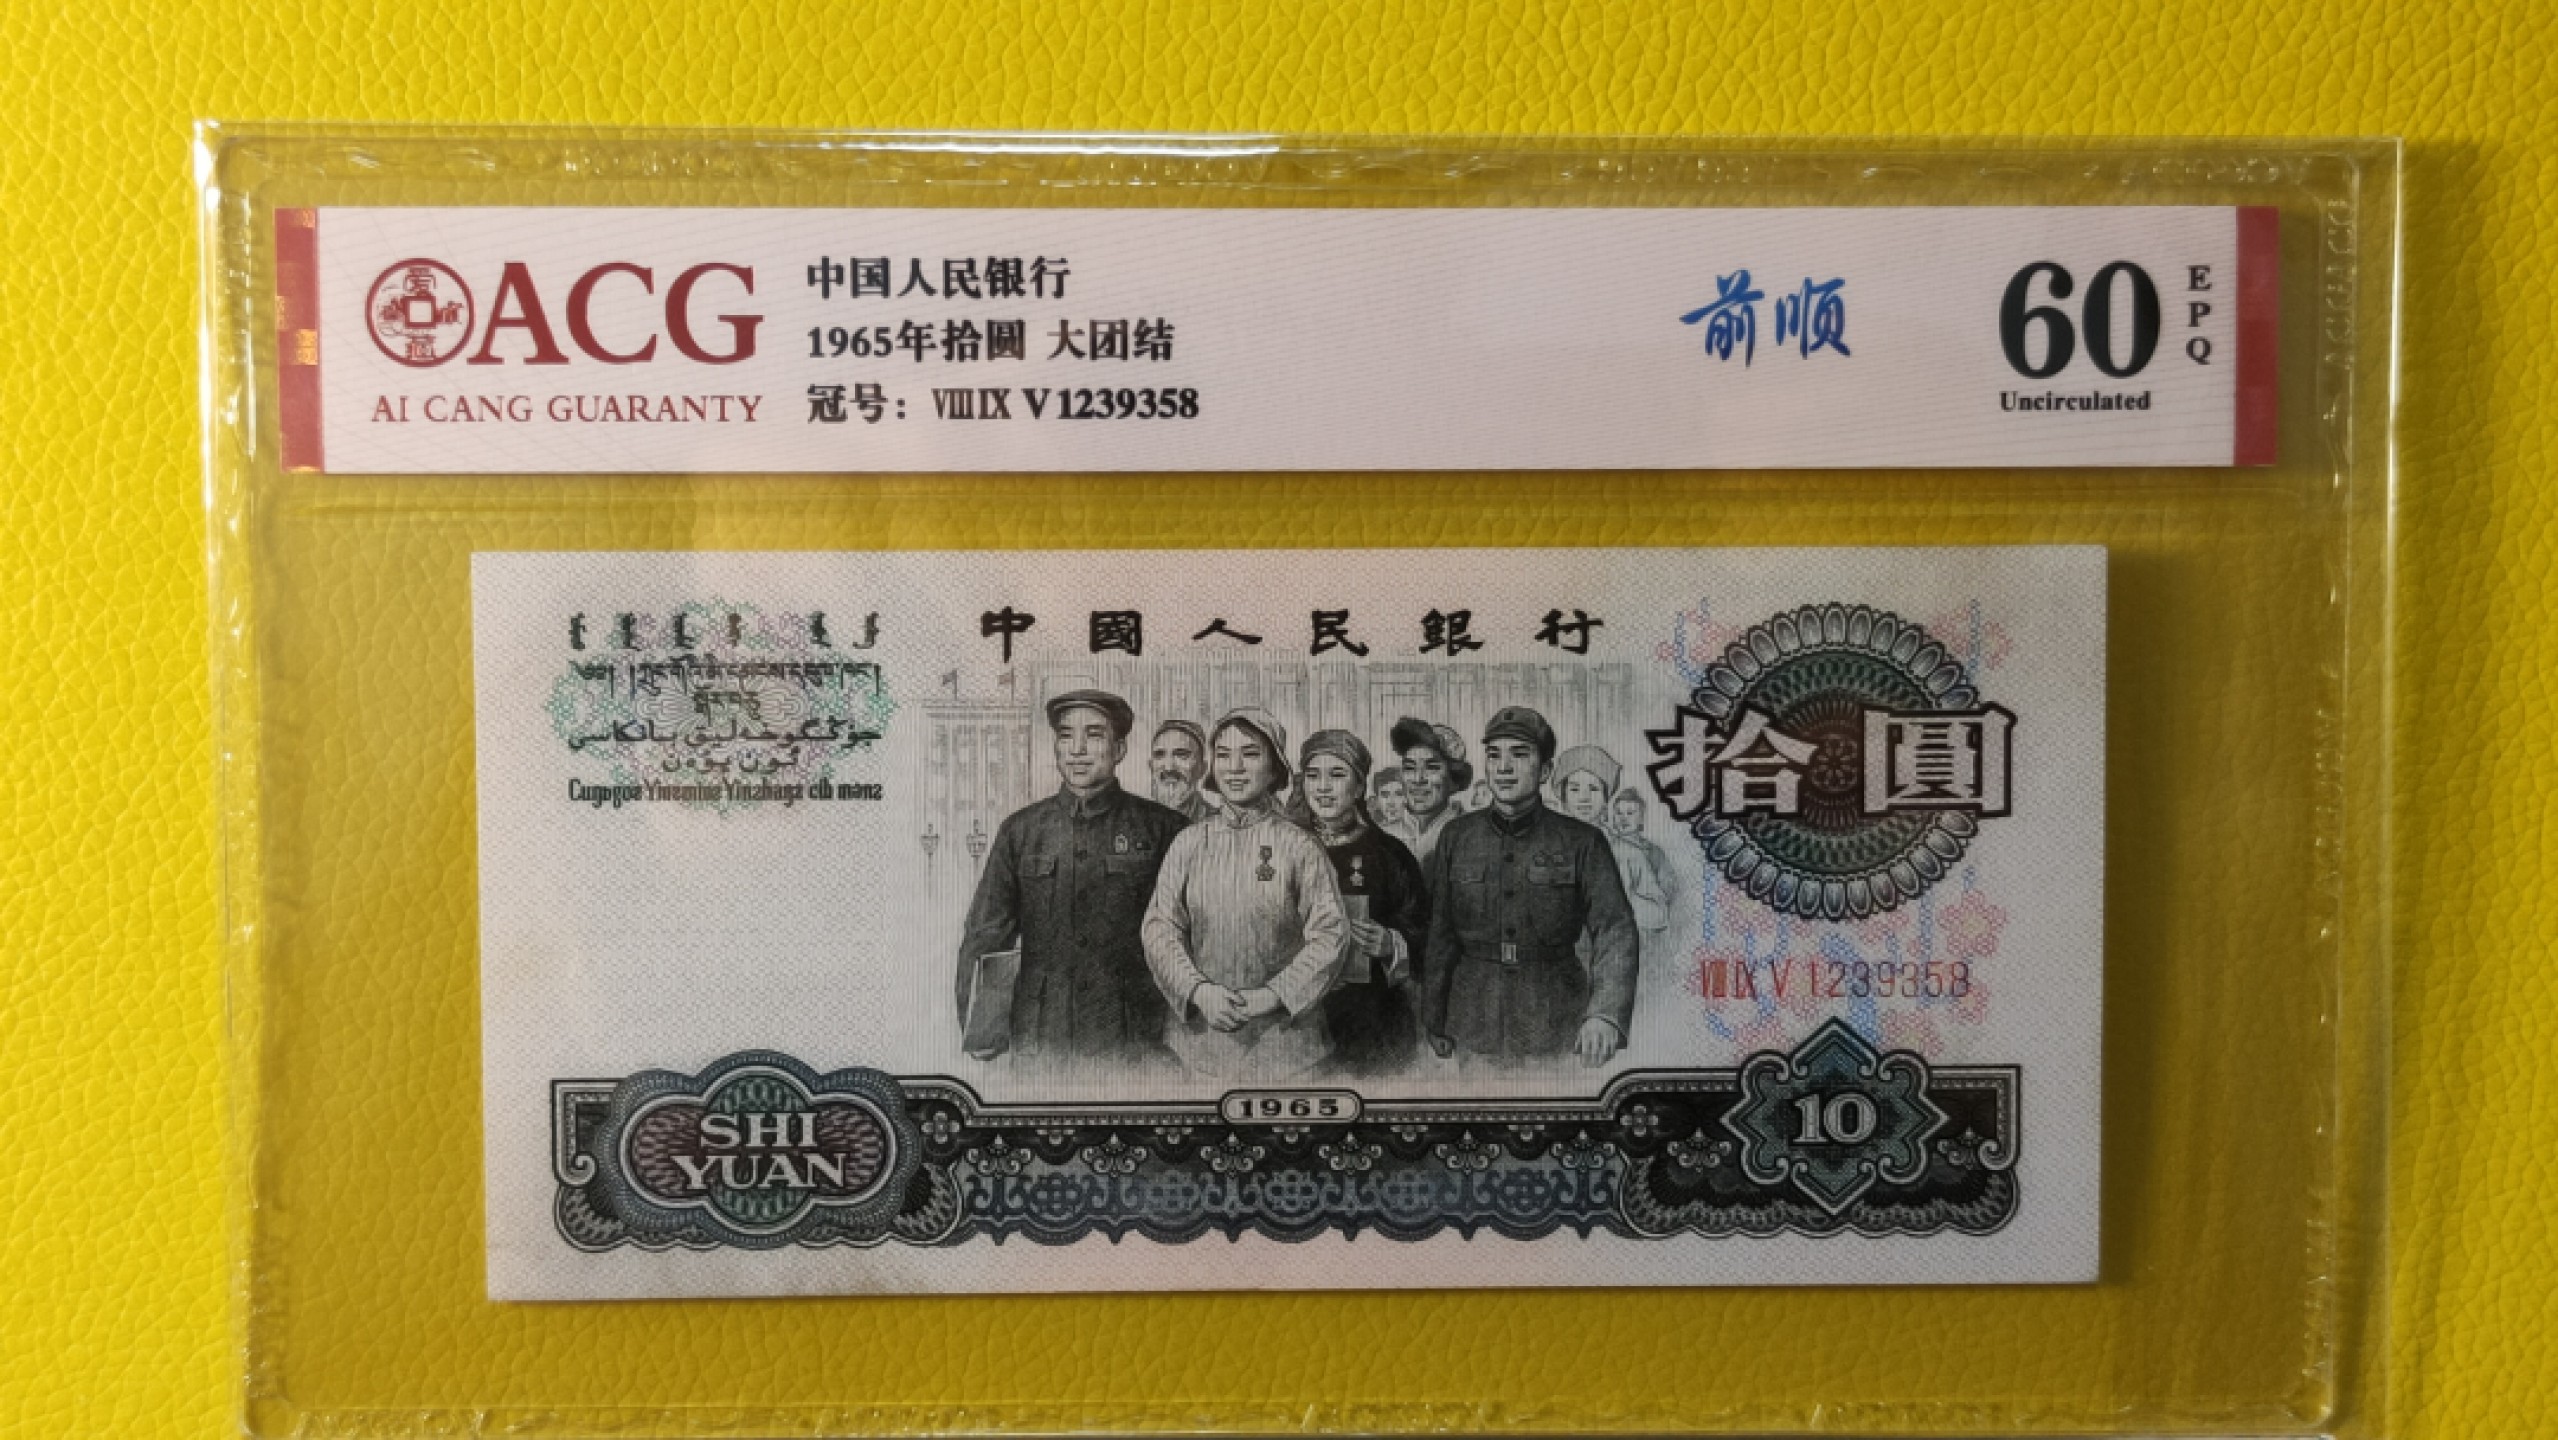 ACG
AI CANG GUARANTY
中国人民银行
1965年拾圆 大团结
冠号：ⅧⅨ V 1239358
前顺
60
EPQ
Uncirculated
中國人民銀行
拾圓
ⅧⅨ V 1239358
1965
SHI
YUAN
10